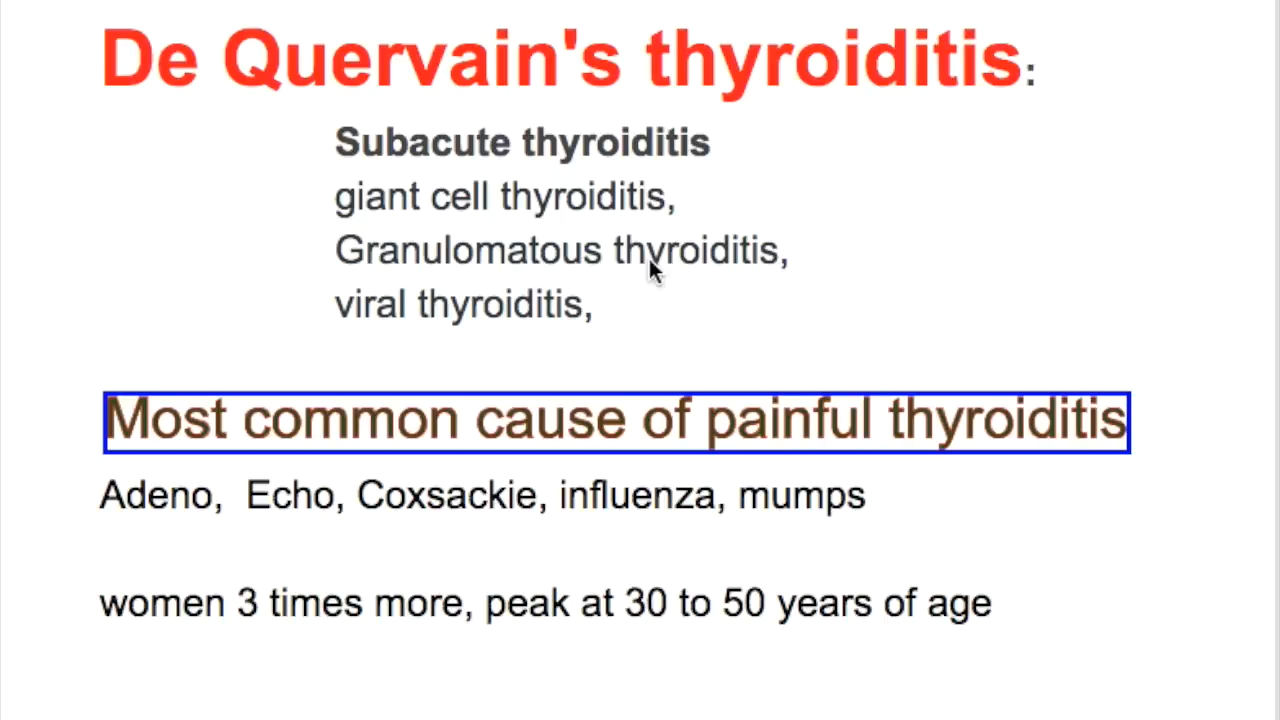 De Quervain's thyroiditis:
Subacute thyroiditis
giant cell thyroiditis,
Granulomatous thyroiditis,
viral thyroiditis,
Most common cause of painful thyroiditis
Adeno,  Echo, Coxsackie, influenza, mumps
women 3 times more, peak at 30 to 50 years of age